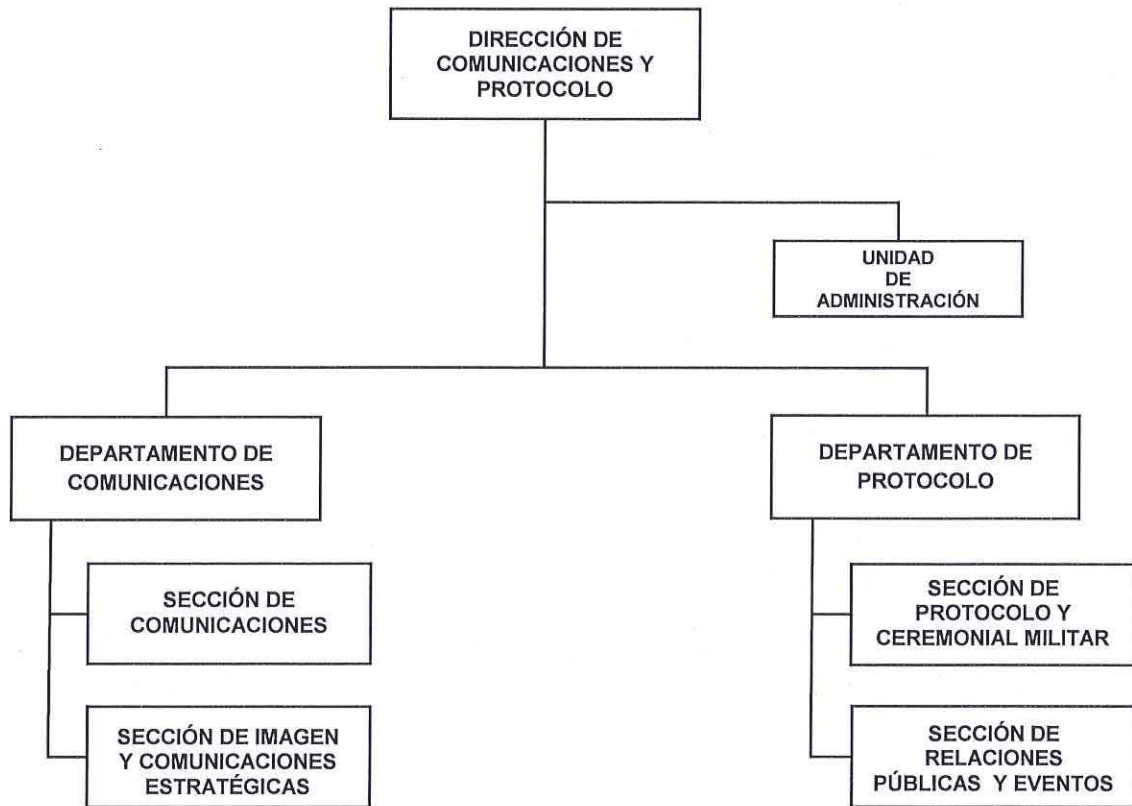 DIRECCIÓN DE
COMUNICACIONES Y
PROTOCOLO
UNIDAD
DE
ADMINISTRACIÓN
DEPARTAMENTO DE
COMUNICACIONES
DEPARTAMENTO DE
PROTOCOLO
SECCIÓN DE
COMUNICACIONES
SECCIÓN DE
PROTOCOLO Y
CEREMONIAL MILITAR
SECCIÓN DE IMAGEN
Y COMUNICACIONES
ESTRATÉGICAS
SECCIÓN DE
RELACIONES
PÚBLICAS Y EVENTOS